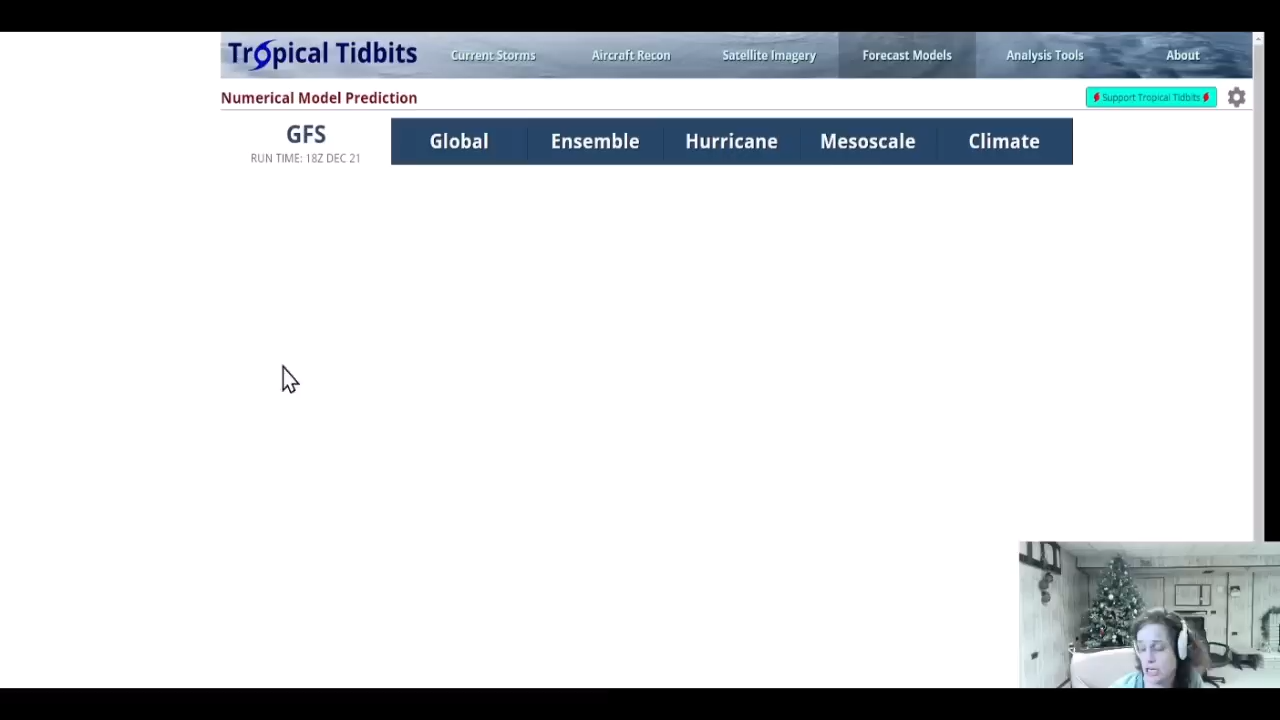 Tropical Tidbits
Current Storms
Aircraft Recon
Satellite Imagery
Forecast Models
Analysis Tools
About
Numerical Model Prediction
Support Tropical Tidbits
GFS
RUN TIME: 18Z DEC 21
Global
Ensemble
Hurricane
Mesoscale
Climate